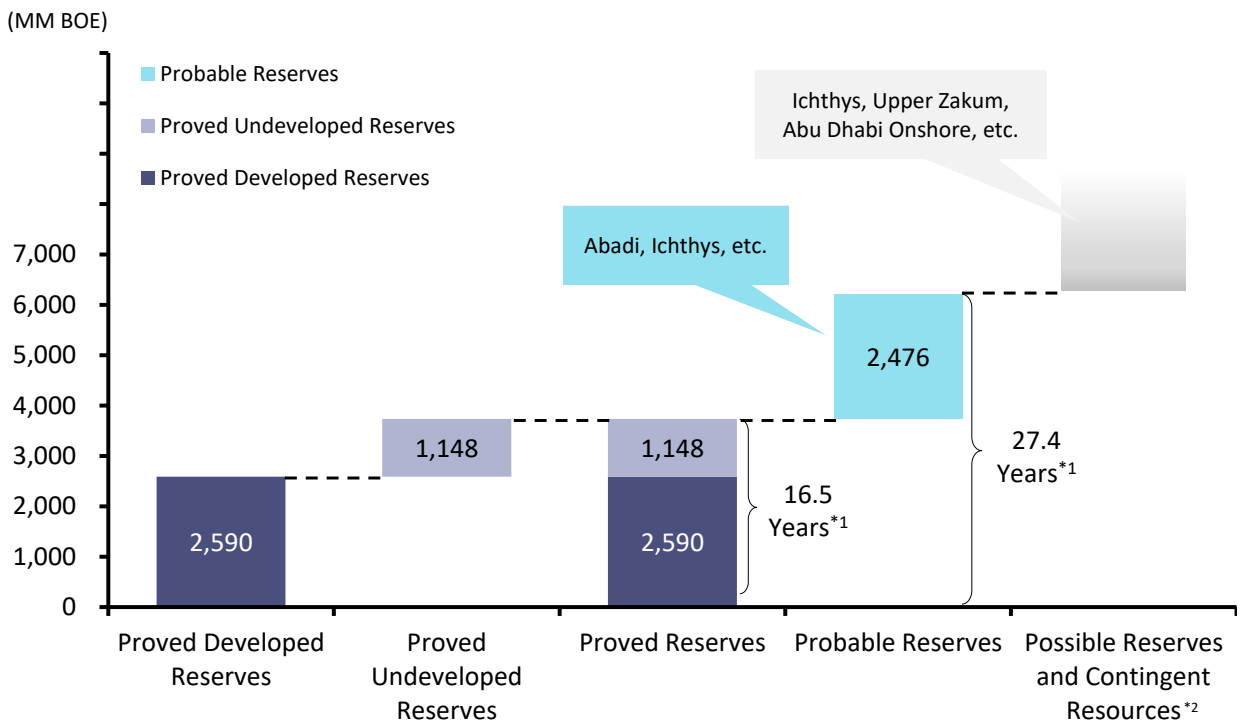 (MM BOE)
Probable Reserves
Proved Undeveloped Reserves
Proved Developed Reserves
Ichthys, Upper Zakum,
Abu Dhabi Onshore, etc.
Abadi, Ichthys, etc.
7,000
6,000
5,000
4,000
3,000
2,000
1,000
0
2,590
1,148
1,148
2,590
16.5
Years*1
2,476
27.4
Years*1
Proved Developed
Reserves
Proved
Undeveloped
Reserves
Proved Reserves
Probable Reserves
Possible Reserves
and Contingent
Resources*2